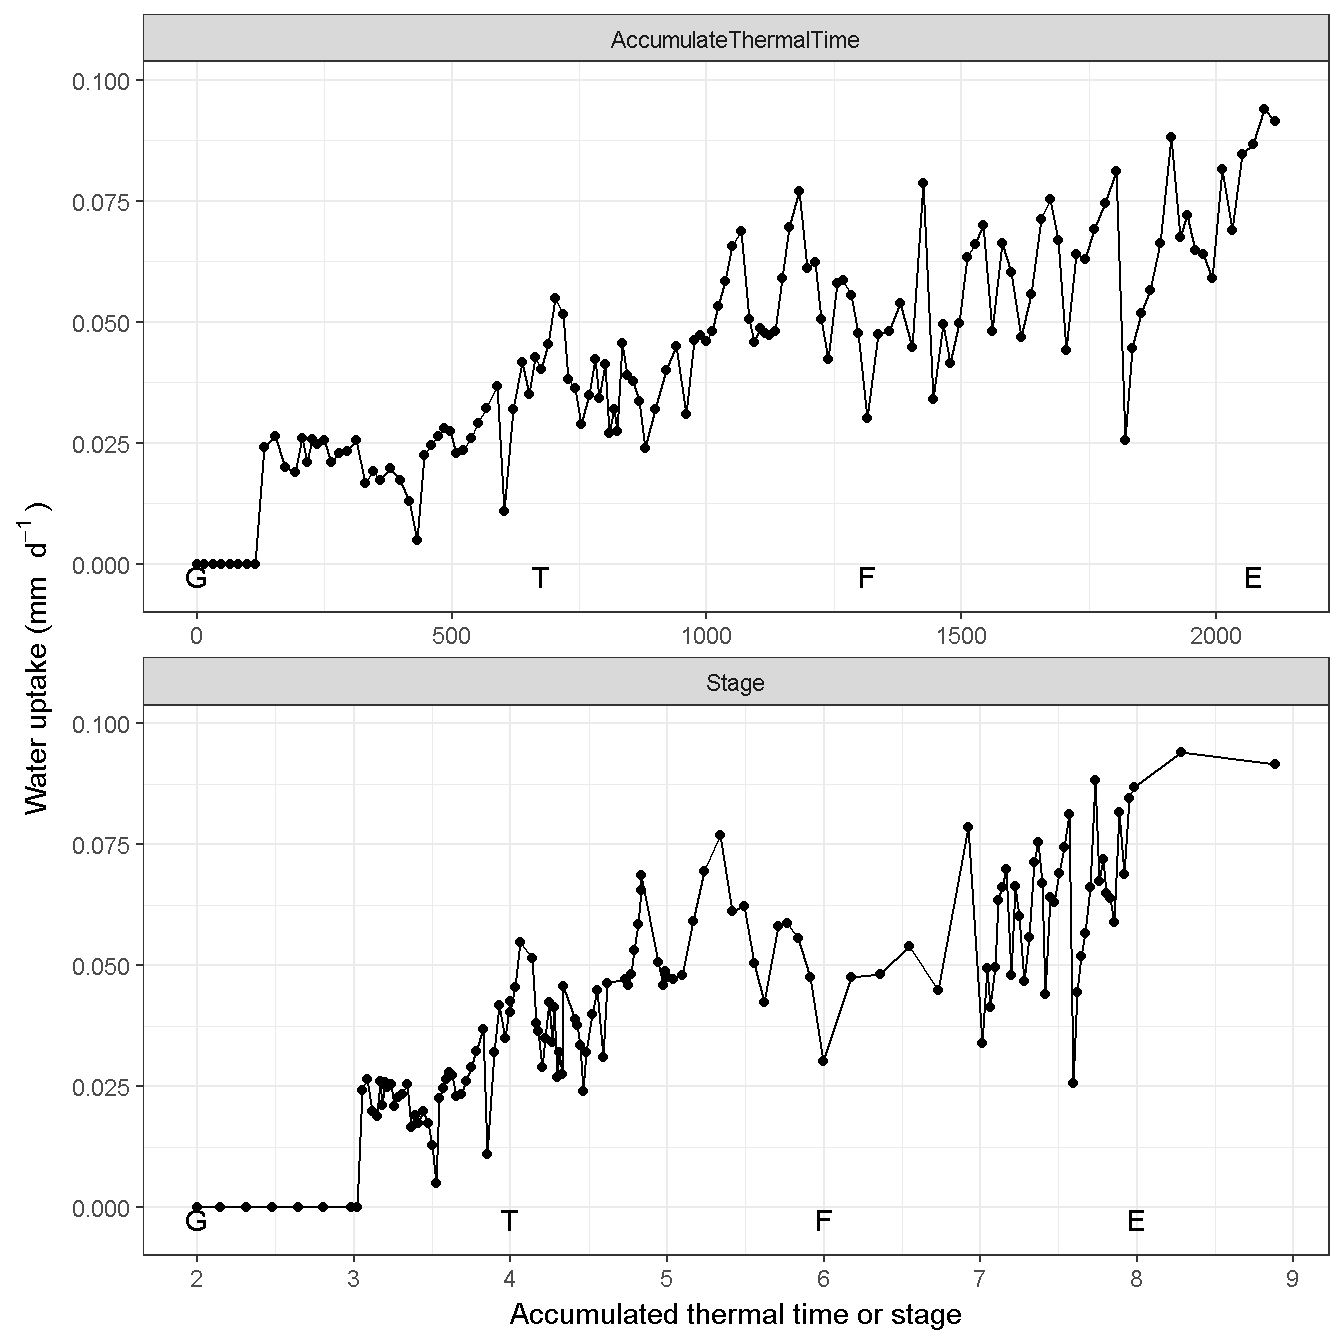 AccumulateThermalTime
0.100
0.075
0.050
0.025
0.000
G T F E
0 500 1000 1500 2000
Water uptake (mm d⁻¹ )
Stage
0.100
0.075
0.050
0.025
0.000
G T F E
2 3 4 5 6 7 8 9
Accumulated thermal time or stage